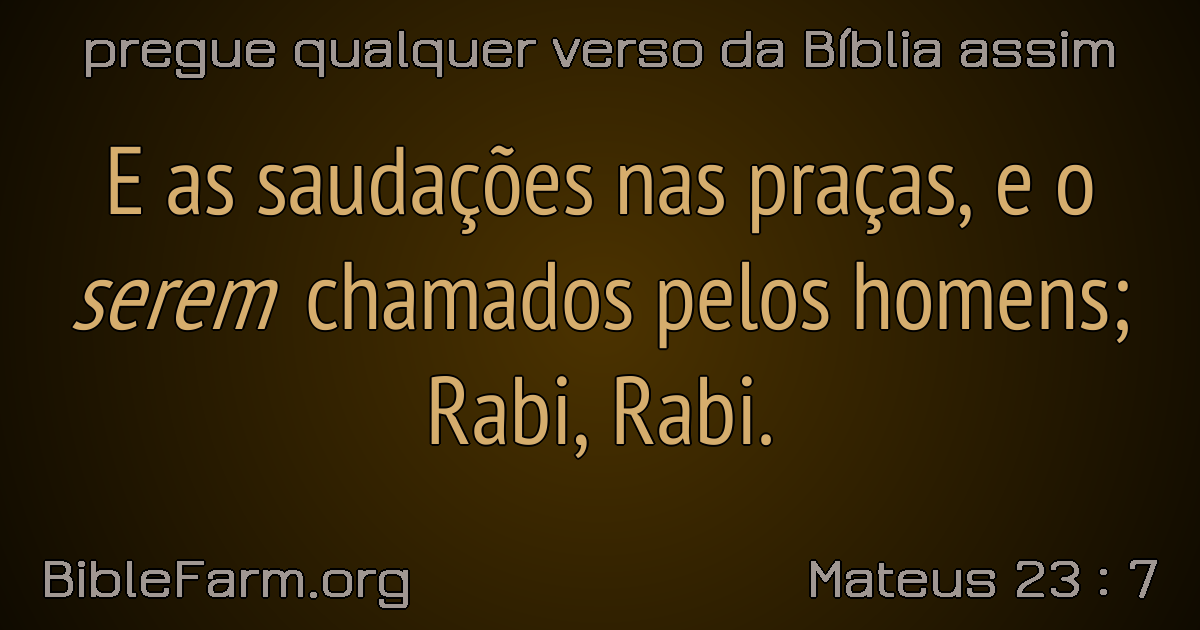 pregue qualquer verso da Bíblia assim
E as saudações nas praças, e o
serem chamados pelos homens;
Rabi, Rabi.
BibleFarm.org
Mateus 23 : 7